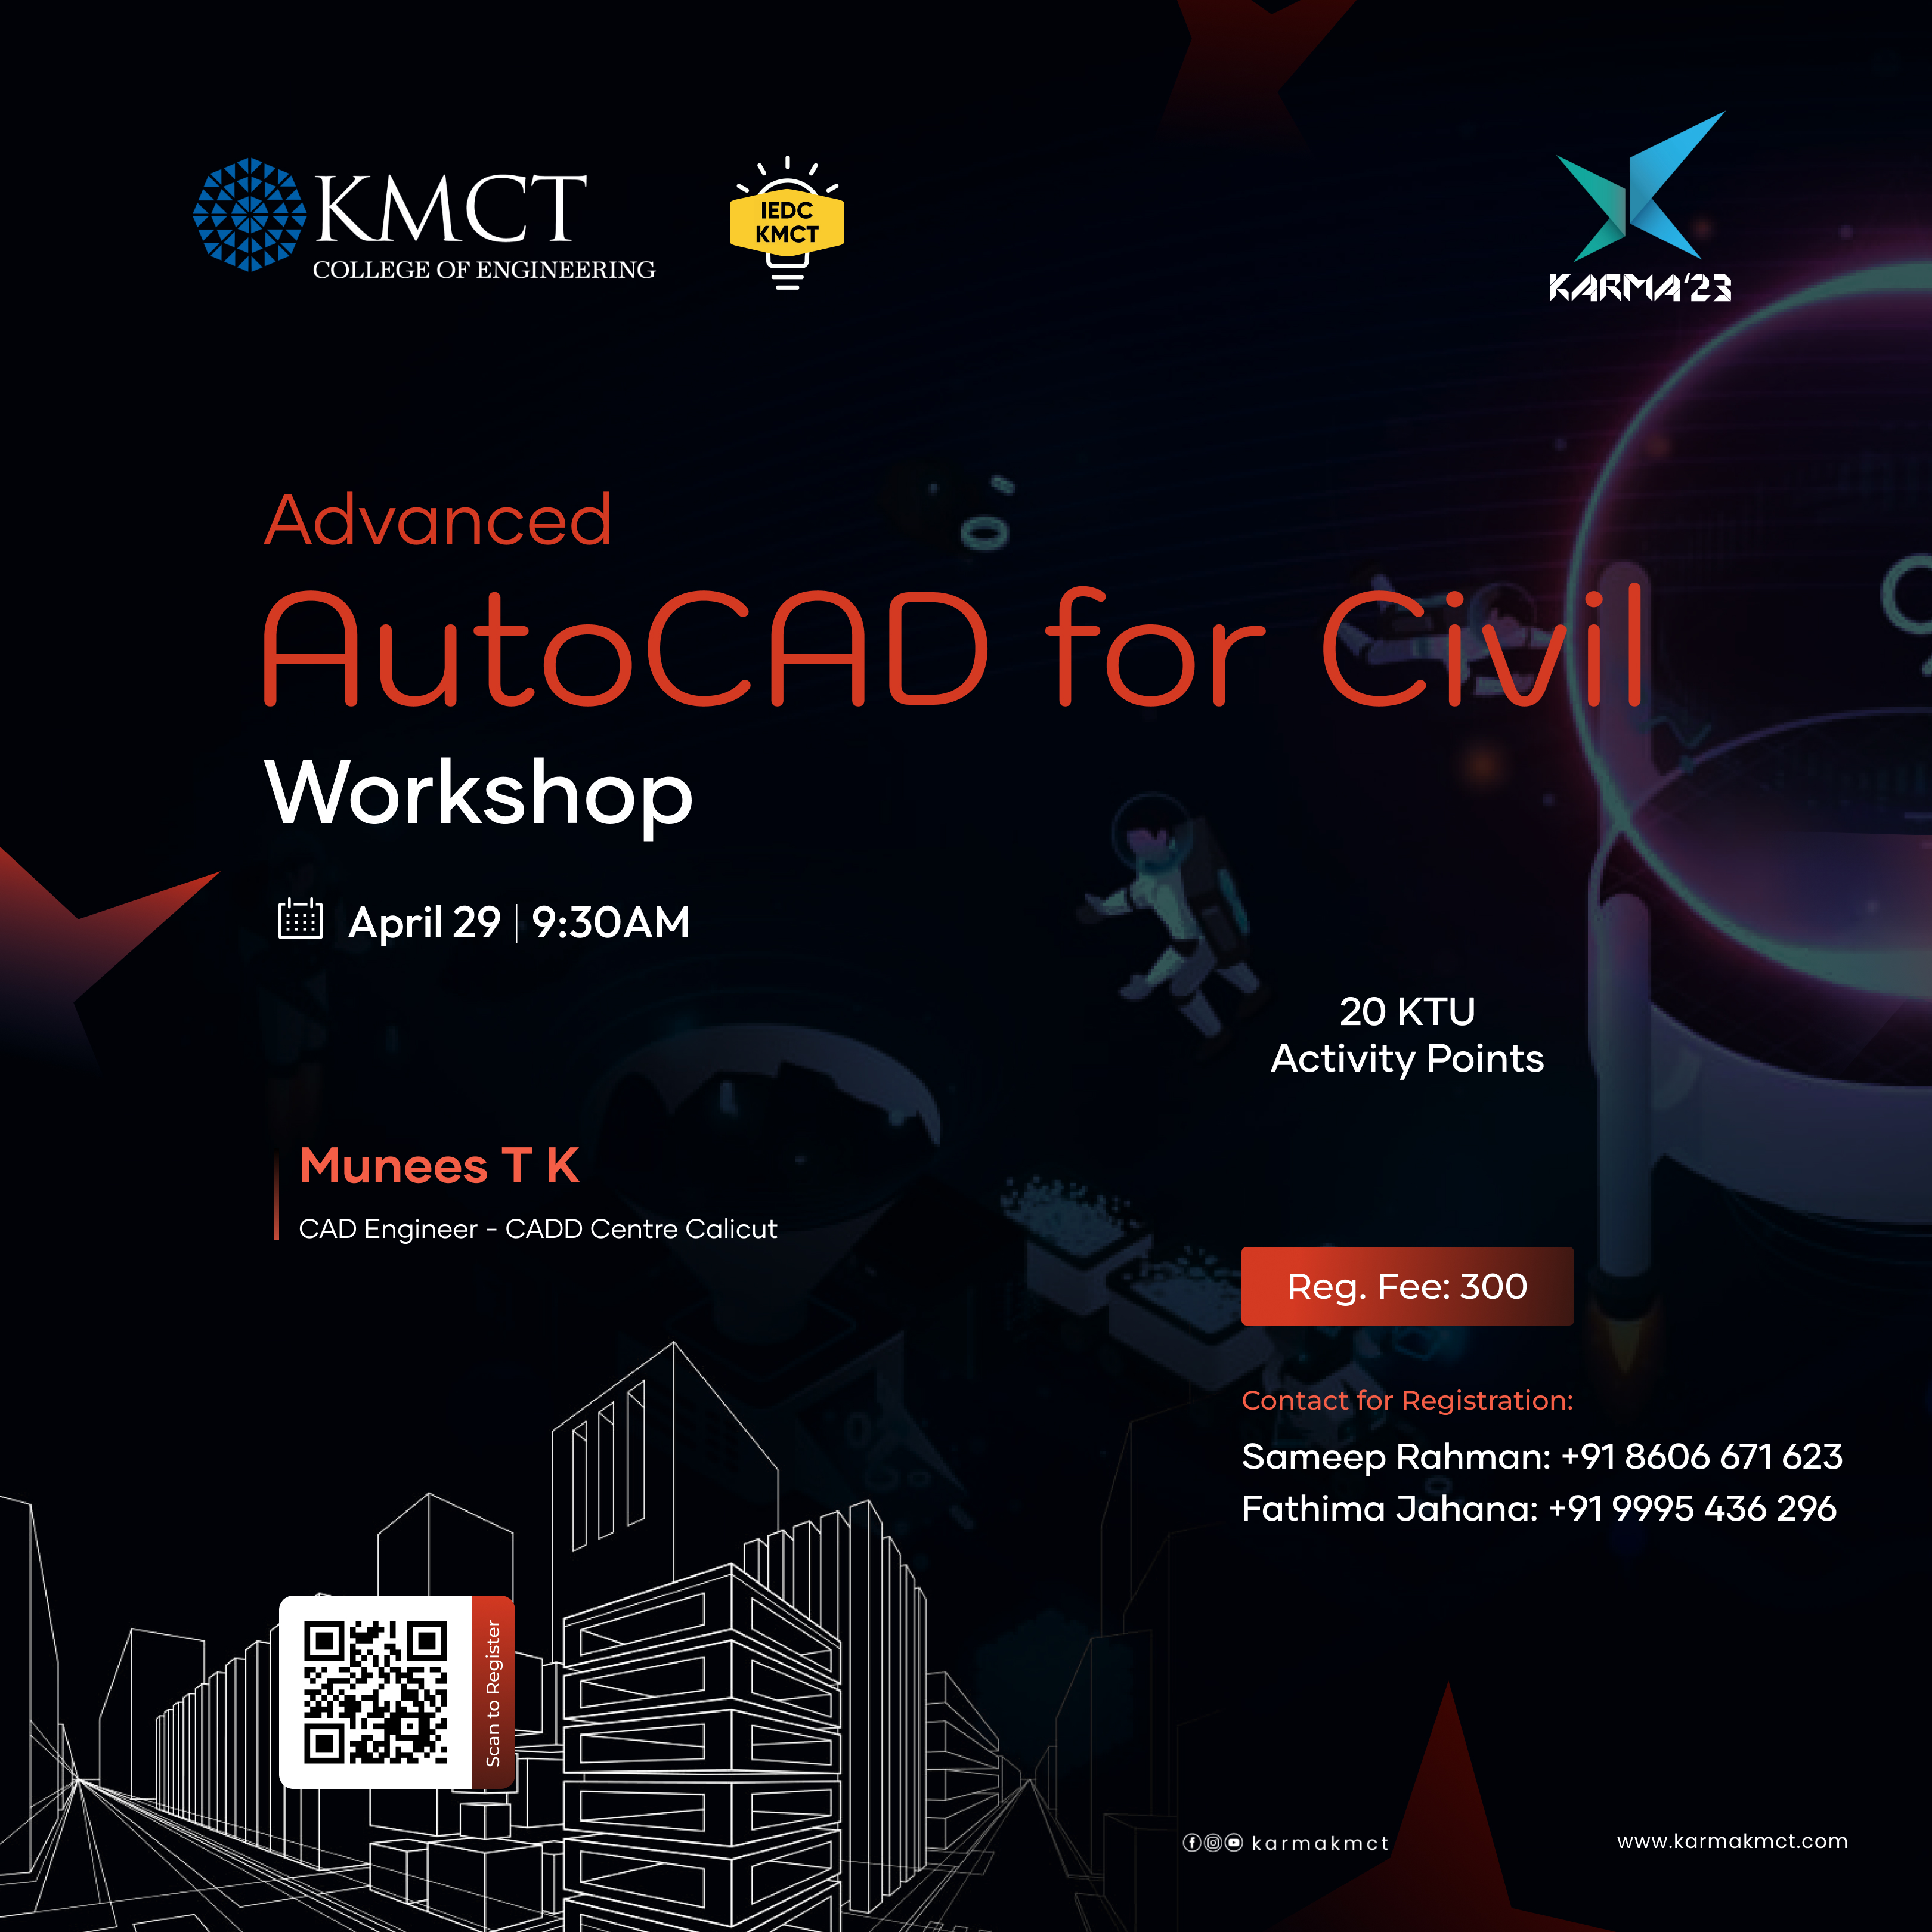 KMCT
COLLEGE OF ENGINEERING
IEDC
KMCT
KARMA'23
Advanced
AutoCAD for Civil
Workshop
April 29 | 9:30AM
20 KTU
Activity Points
Munees T K
CAD Engineer - CADD Centre Calicut
Reg. Fee: 300
Contact for Registration:
Sameep Rahman: +91 8606 671 623
Fathima Jahana: +91 9995 436 296
Scan to Register
karmakmct
www.karmakmct.com